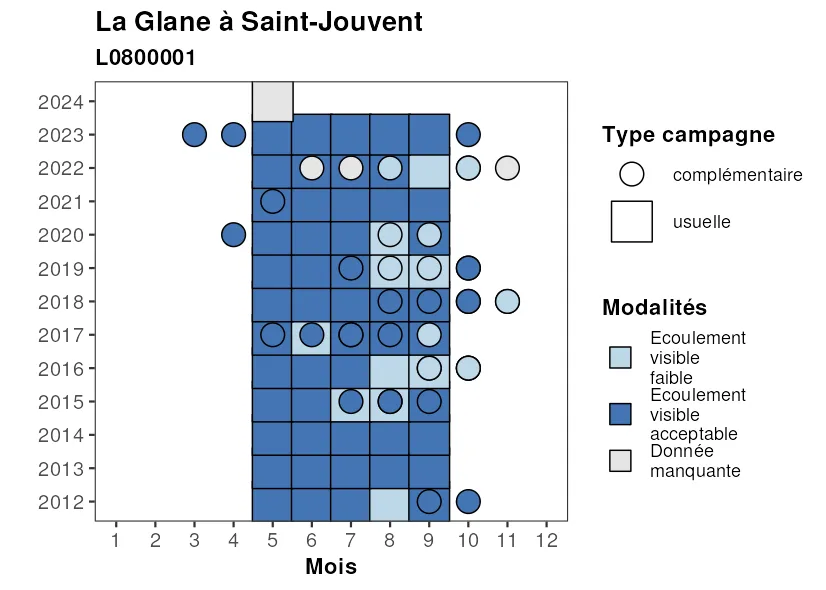 La Glane à Saint-Jouvent
L0800001
2024
2023
2022
2021
2020
2019
2018
2017
2016
2015
2014
2013
2012
1 2 3 4 5 6 7 8 9 10 11 12
Mois
Type campagne
complémentaire
usuelle
Modalités
Ecoulement
visible
faible
Ecoulement
visible
acceptable
Donnée
manquante